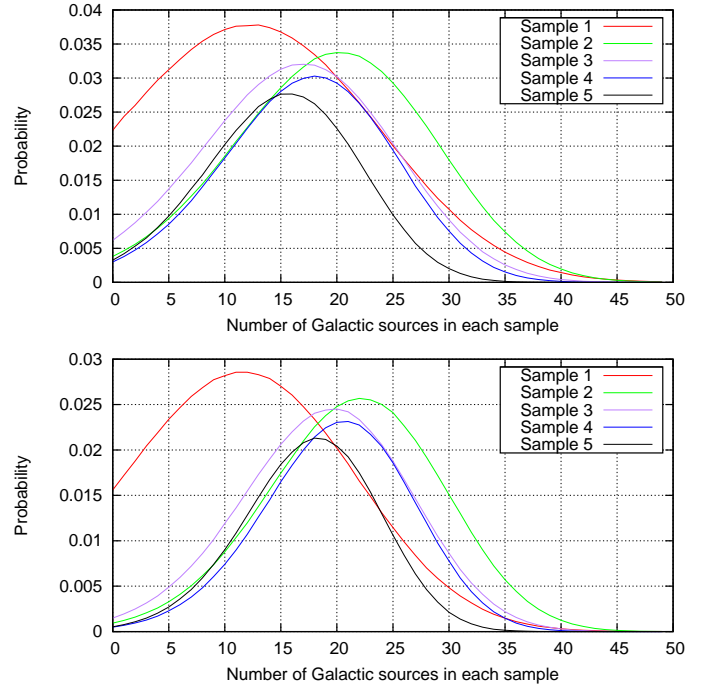 0.04
0.035
0.03
0.025
0.02
0.015
0.01
0.005
0
Probability
Sample 1
Sample 2
Sample 3
Sample 4
Sample 5
0 5 10 15 20 25 30 35 40 45 50
Number of Galactic sources in each sample
0.03
0.025
0.02
0.015
0.01
0.005
0
Probability
Sample 1
Sample 2
Sample 3
Sample 4
Sample 5
0 5 10 15 20 25 30 35 40 45 50
Number of Galactic sources in each sample